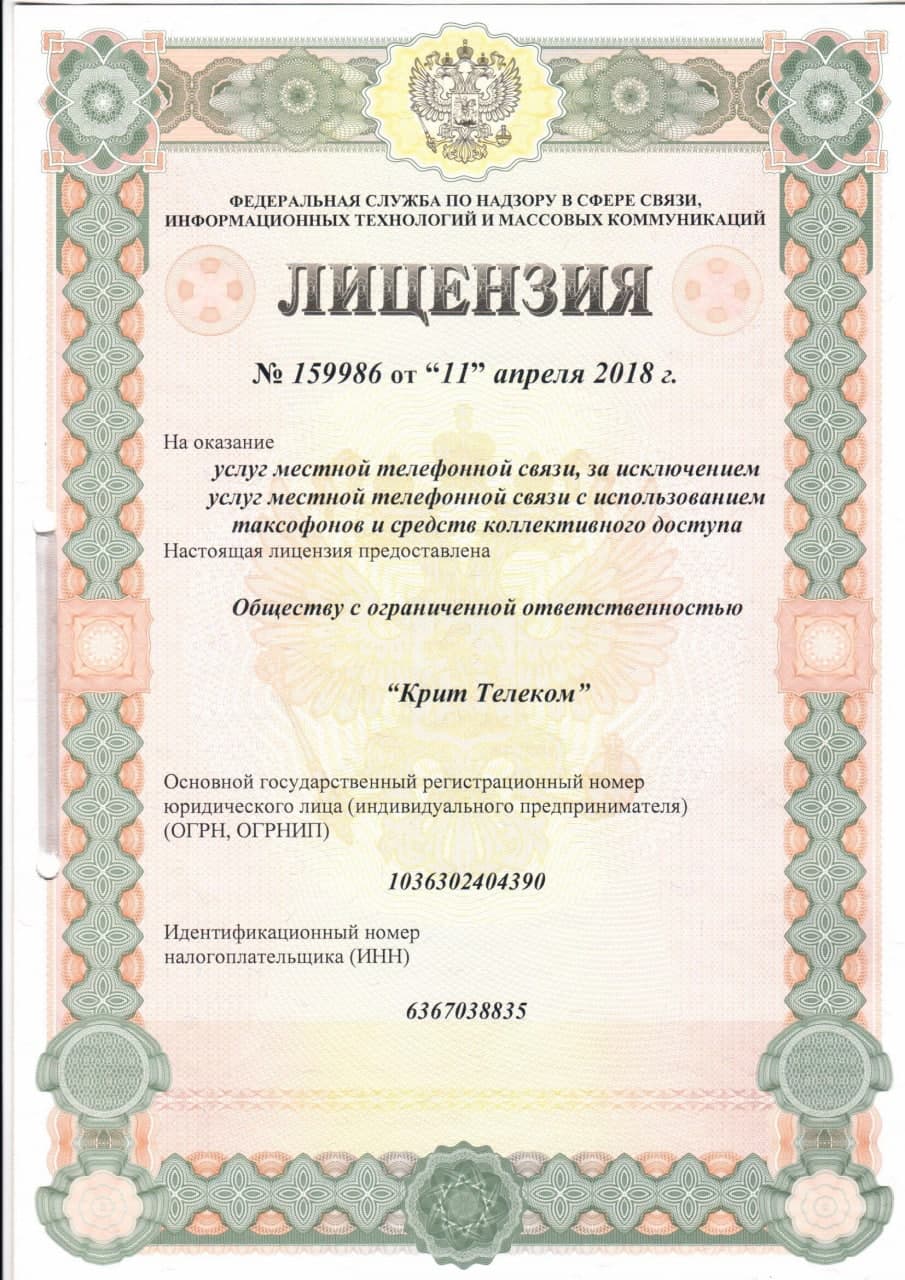 ФЕДЕРАЛЬНАЯ СЛУЖБА ПО НАДЗОРУ В СФЕРЕ СВЯЗИ,
ИНФОРМАЦИОННЫХ ТЕХНОЛОГИЙ И МАССОВЫХ КОММУНИКАЦИЙ
ЛИЦЕНЗИЯ
№ 159986 от “11” апреля 2018 г.
На оказание
услуг местной телефонной связи, за исключением
услуг местной телефонной связи с использованием
таксофонов и средств коллективного доступа
Настоящая лицензия предоставлена
Обществу с ограниченной ответственностью
“Крит Телеком”
Основной государственный регистрационный номер
юридического лица (индивидуального предпринимателя)
(ОГРН, ОГРНИП)
1036302404390
Идентификационный номер
налогоплательщика (ИНН)
6367038835